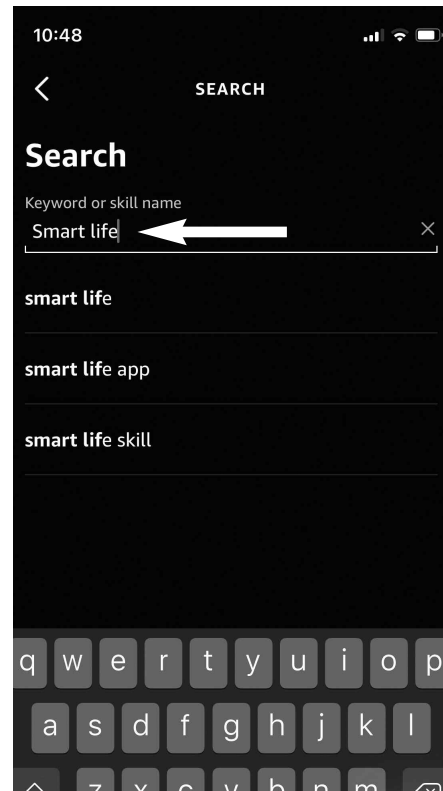 10:48
SEARCH
Search
Keyword or skill name
Smart life
smart life
smart life app
smart life skill
q w e r t y u i o p
a s d f g h j k l
z x c v b n m